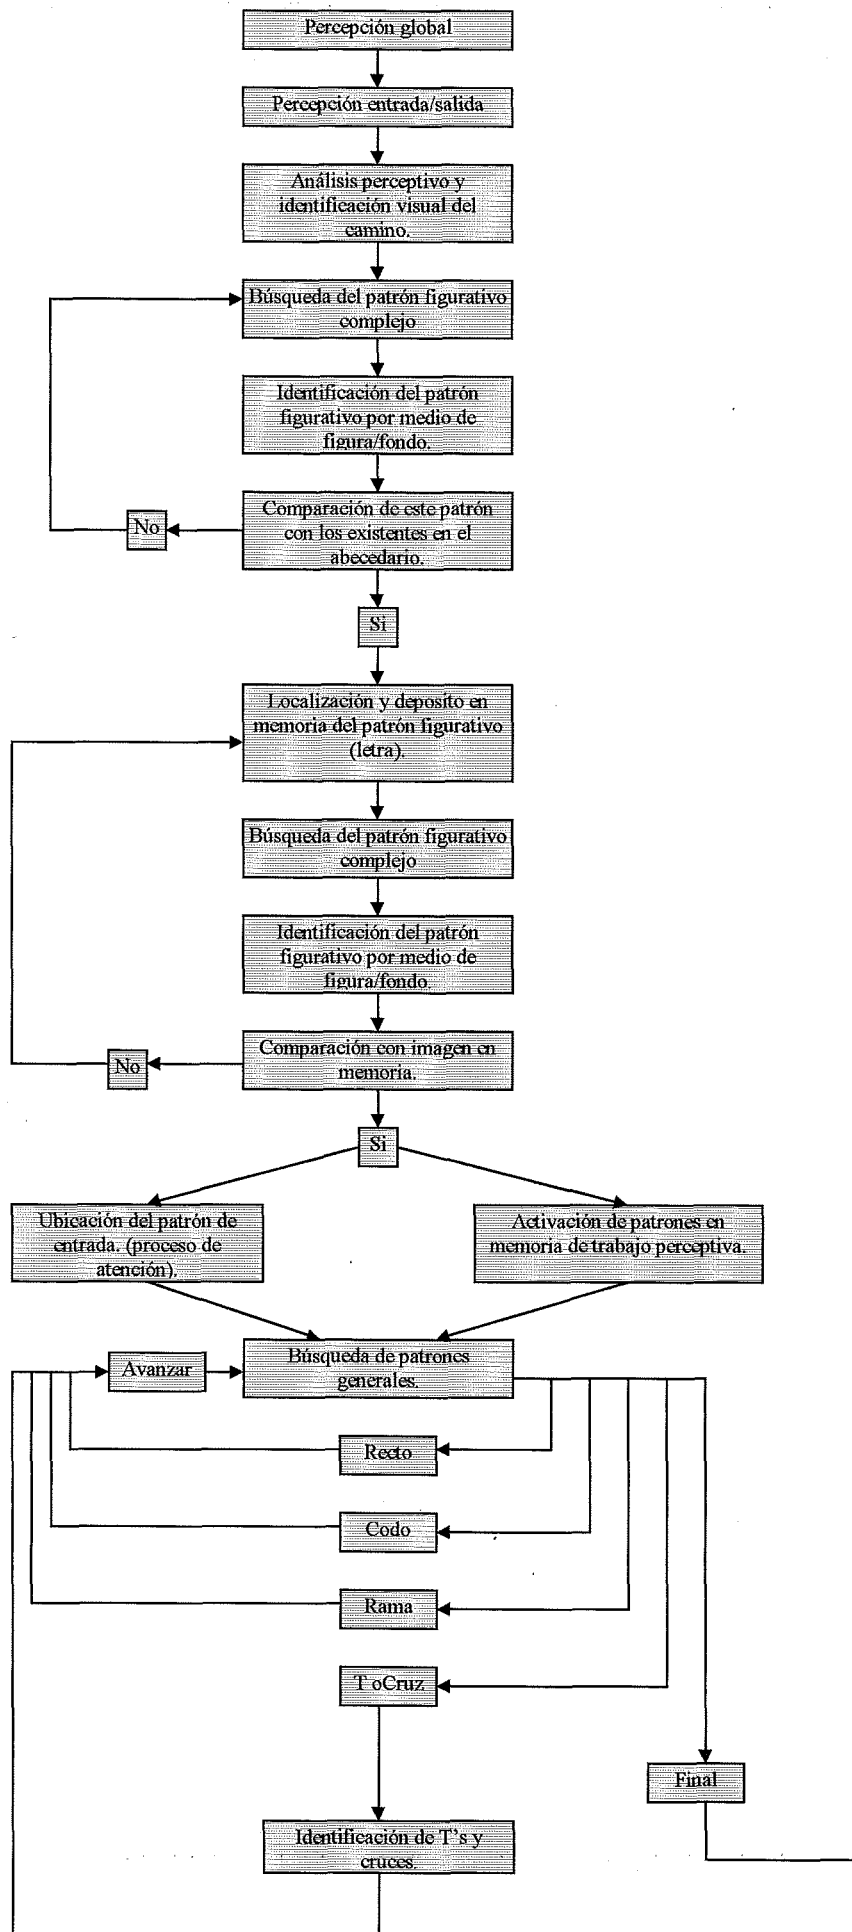 Percepción global
Percepción entrada/salida
Análisis perceptivo y
identificación visual del
camino.
Búsqueda del patrón figurativo
complejo
Identificación del patrón
figurativo por medio de
figura/fondo.
Comparación de este patrón
con los existentes en el
abecedario.
No
Si
Localización y deposito en
memoria del patrón figurativo
(letra).
Búsqueda del patrón figurativo
complejo
Identificación del patrón
figurativo por medio de
figura/fondo.
Comparación con imagen en
memoria.
No
Si
Ubicación del patrón de
entrada. (proceso de
atención).
Activación de patrones en
memoria de trabajo perceptiva.
Avanzar
Búsqueda de patrones
generales.
Recto
Codo
Rama
T oCruz
Final
Identificación de T's y
cruces.